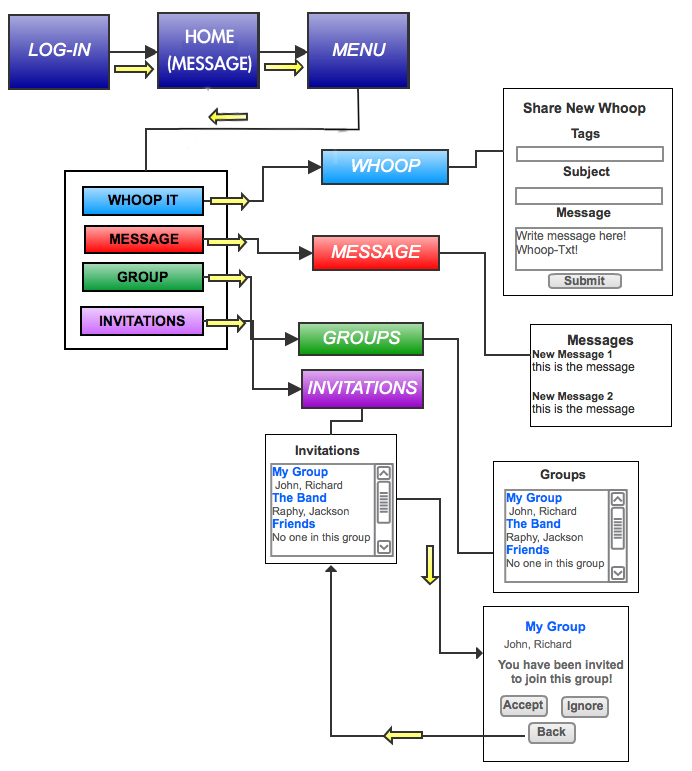 LOG-IN
HOME
(MESSAGE)
MENU
WHOOP IT
MESSAGE
GROUP
INVITATIONS
WHOOP
MESSAGE
GROUPS
INVITATIONS
Share New Whoop
Tags
Subject
Message
Write message here!
Whoop-Txt!
Submit
Messages
New Message 1
this is the message
New Message 2
this is the message
Invitations
My Group
John, Richard
The Band
Raphy, Jackson
Friends
No one in this group
Groups
My Group
John, Richard
The Band
Raphy, Jackson
Friends
No one in this group
My Group
John, Richard
You have been invited
to join this group!
Accept
Ignore
Back